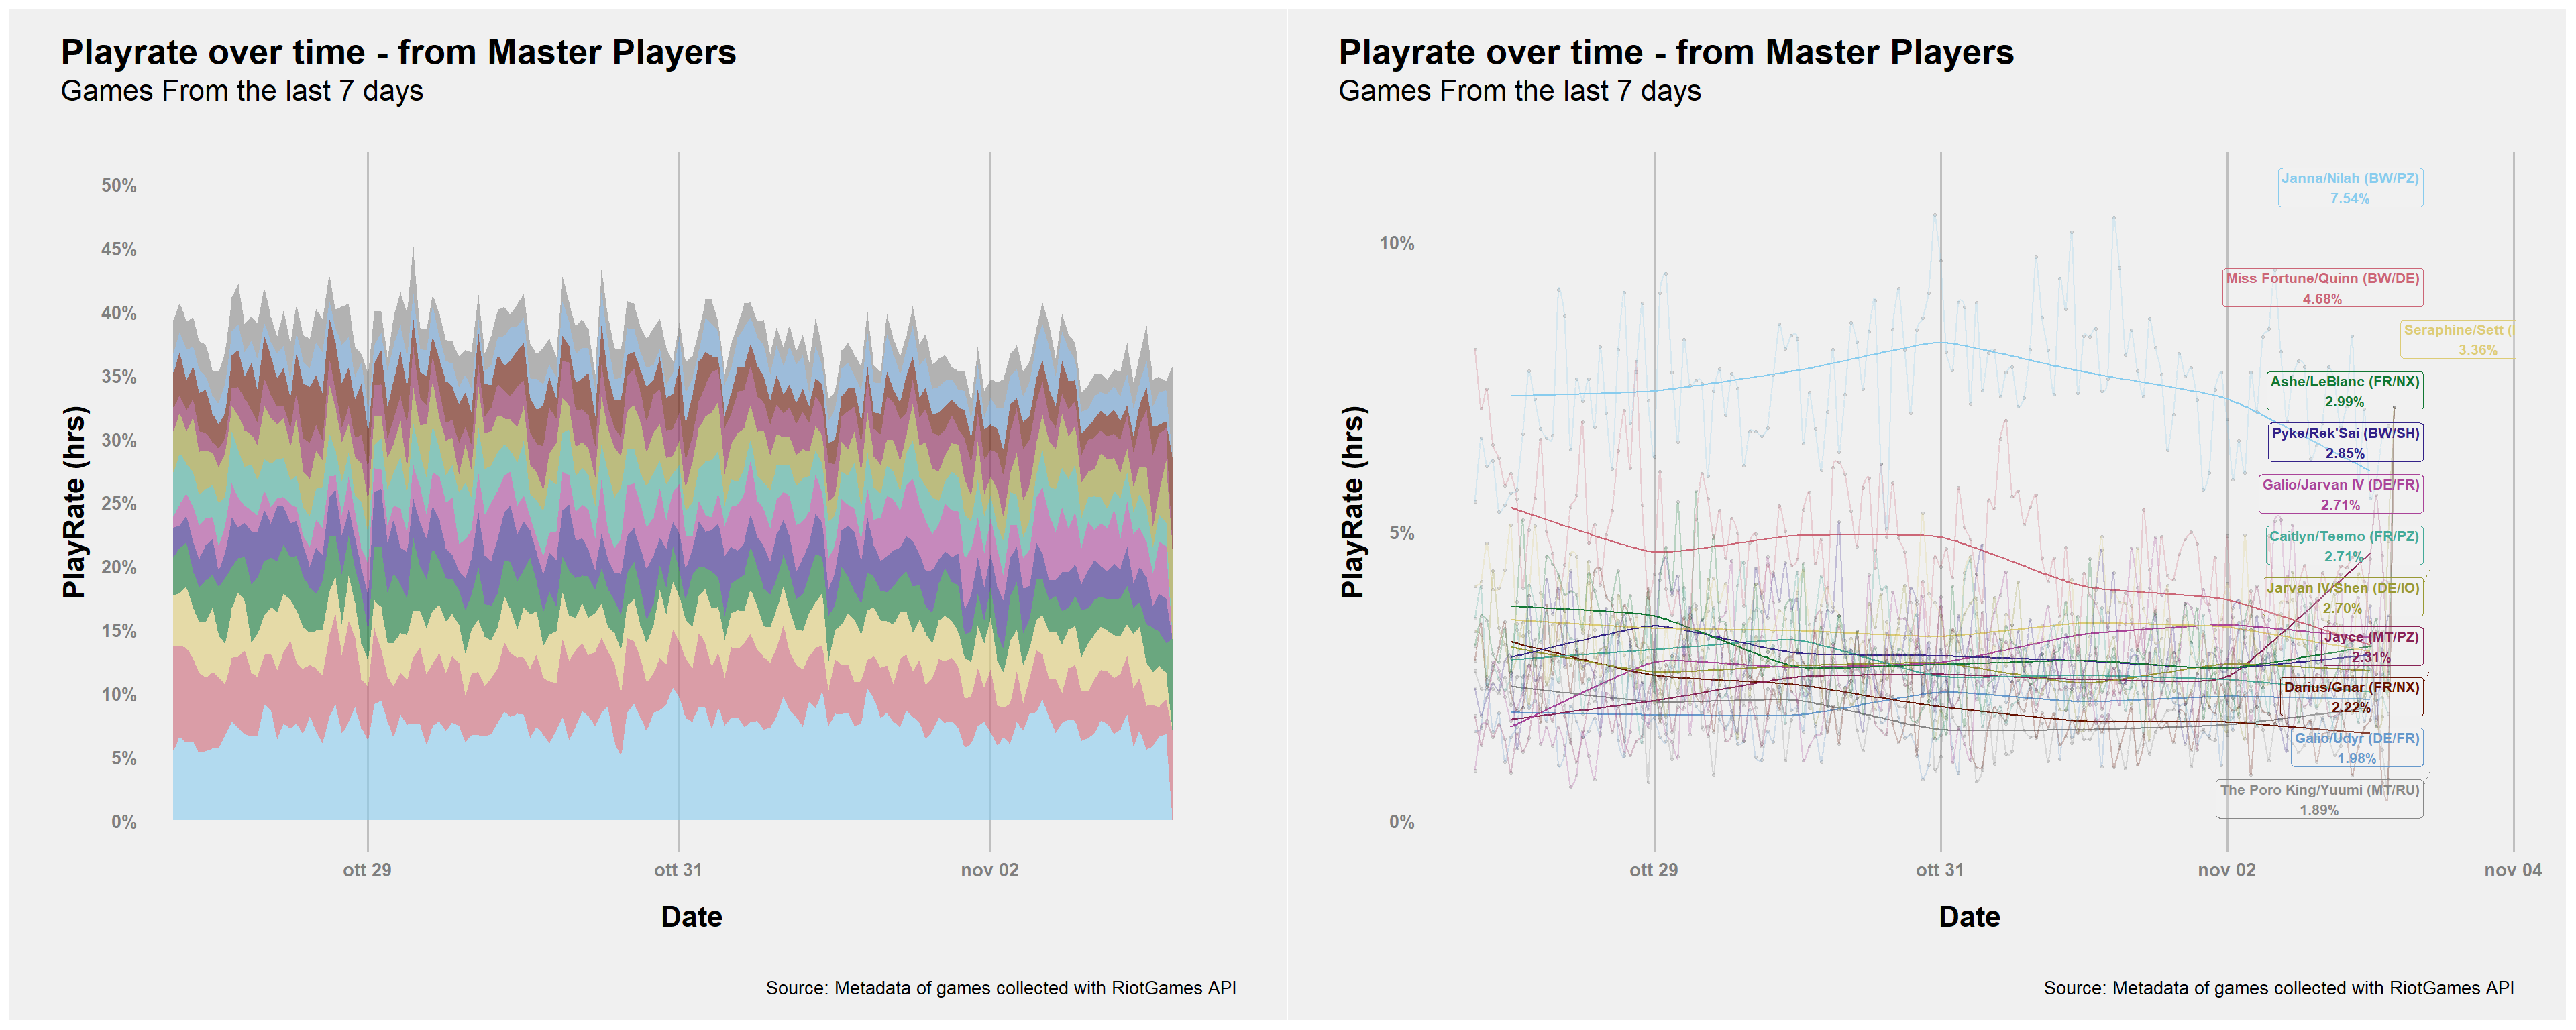 Playrate over time - from Master Players
Games From the last 7 days
50%
45%
40%
35%
30%
25%
20%
15%
10%
5%
0%
PlayRate (hrs)
ott 29
ott 31
nov 02
Date
Source: Metadata of games collected with RiotGames API
Playrate over time - from Master Players
Games From the last 7 days
10%
5%
0%
PlayRate (hrs)
Janna/Nilah (BW/PZ)
7.54%
Miss Fortune/Quinn (BW/DE)
4.68%
Seraphine/Sett (
3.36%
Ashe/LeBlanc (FR/NX)
2.99%
Pyke/Rek'Sai (BW/SH)
2.85%
Galio/Jarvan IV (DE/FR)
2.71%
Caitlyn/Teemo (FR/PZ)
2.71%
Jarvan IV/Shen (DE/IO)
2.70%
Jayce (MT/PZ)
2.31%
Darius/Gnar (FR/NX)
2.22%
Galio/Udyr (DE/FR)
1.98%
The Poro King/Yuumi (MT/RU)
1.89%
ott 29
ott 31
nov 02
nov 04
Date
Source: Metadata of games collected with RiotGames API